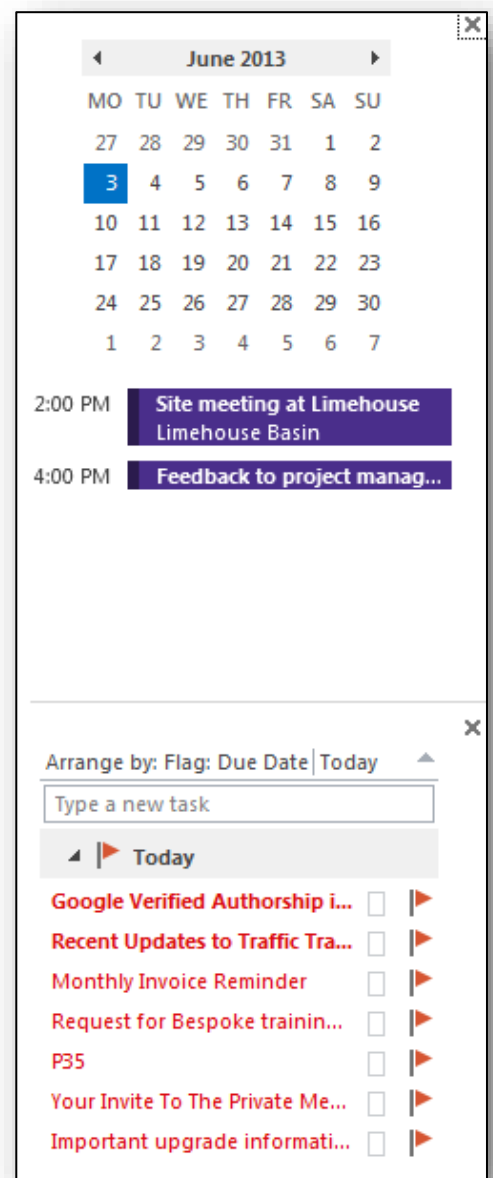 June 2013
MO TU WE TH FR SA SU
27 28 29 30 31 1 2
3 4 5 6 7 8 9
10 11 12 13 14 15 16
17 18 19 20 21 22 23
24 25 26 27 28 29 30
1 2 3 4 5 6 7
2:00 PM Site meeting at Limehouse
Limehouse Basin
4:00 PM Feedback to project manag...
Arrange by: Flag: Due Date Today
Type a new task
Today
Google Verified Authorship i...
Recent Updates to Traffic Tra...
Monthly Invoice Reminder
Request for Bespoke trainin...
P35
Your Invite To The Private Me...
Important upgrade informati...